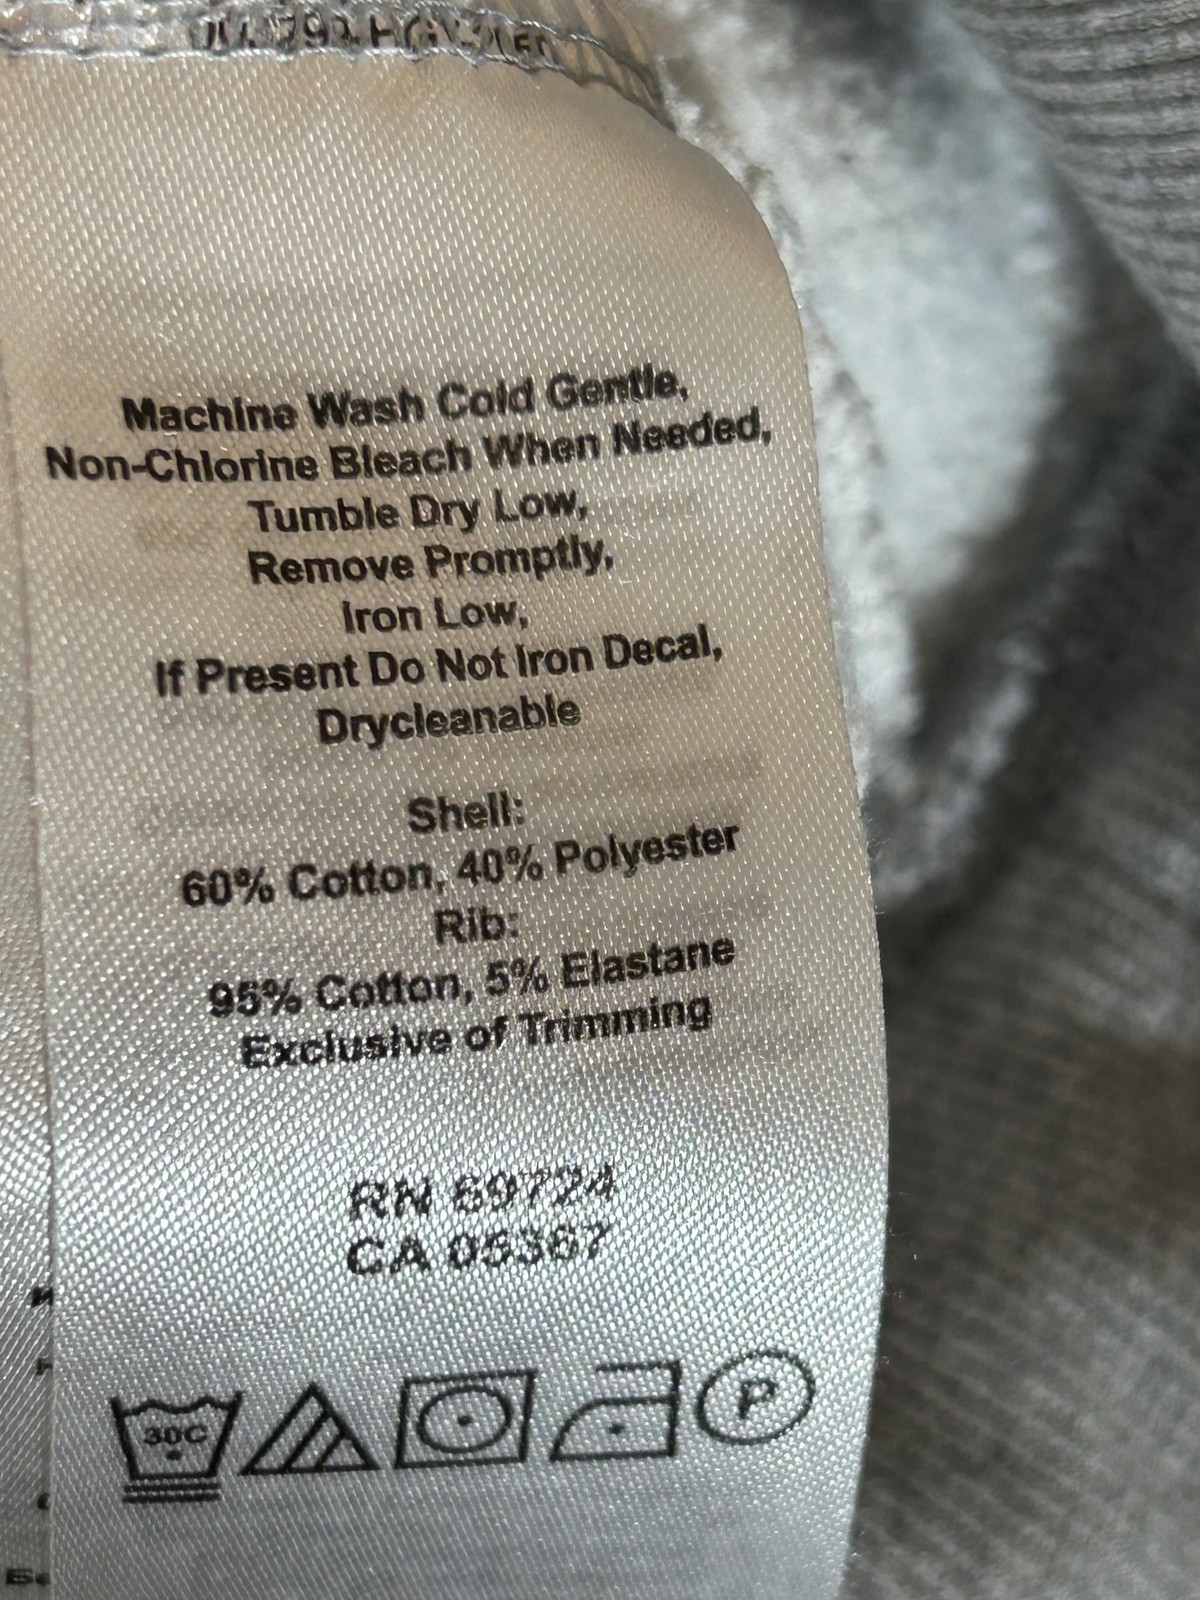 Machine Wash Cold Gentle,
Non-Chlorine Bleach When Needed,
Tumble Dry Low,
Remove Promptly,
Iron Low,
If Present Do Not Iron Decal,
Drycleanable
Shell:
60% Cotton, 40% Polyester
Rib:
95% Cotton, 5% Elastane
Exclusive of Trimming
RN 69724
CA 05367
30C
P